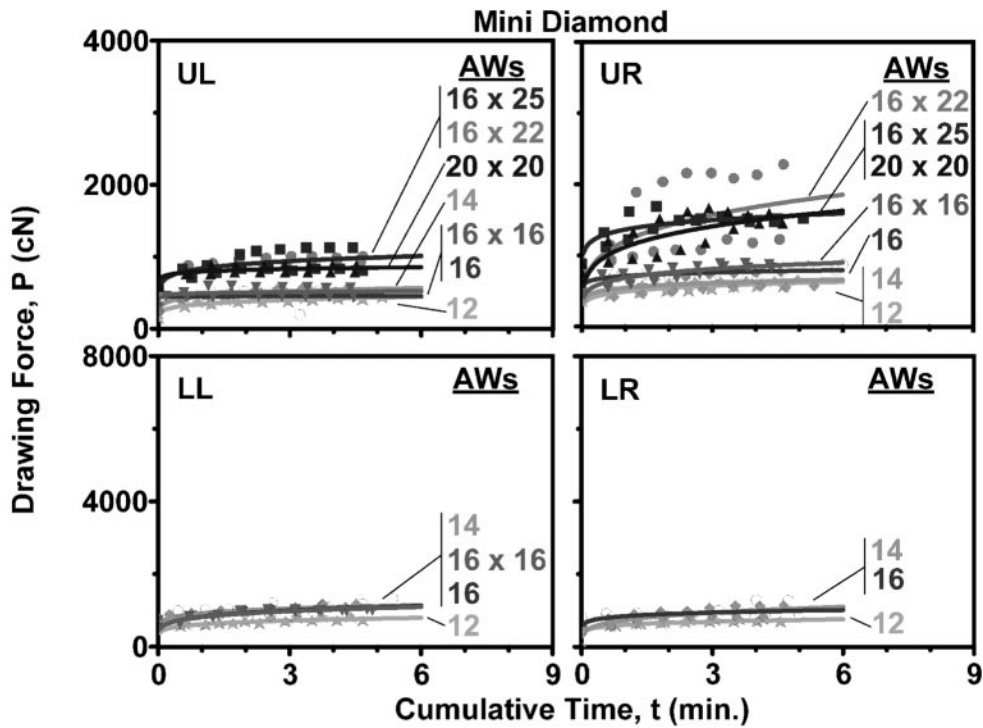 Mini Diamond
Drawing Force, P (cN)
4000
2000
0
UL
AWs
16 x 25
16 x 22
20 x 20
14
16 x 16
16
12
UR
AWs
16 x 22
16 x 25
20 x 20
16 x 16
16
14
12
8000
4000
0
LL
AWs
14
16 x 16
16
12
0 3 6 9
LR
AWs
14
16
12
0 3 6 9
Cumulative Time, t (min.)